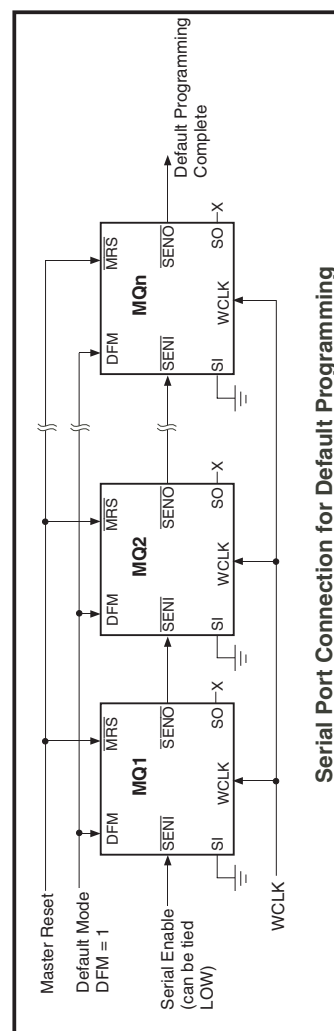 Master Reset
Default Mode
DFM = 1
Serial Enable
(can be tied
LOW)
WCLK
DFM
MRS
MQ1
SENI
SENO
SI
WCLK
SO
X
DFM
MRS
MQ2
SENI
SENO
SI
WCLK
SO
X
DFM
MRS
MQn
SENI
SENO
SI
WCLK
SO
X
Default Programming
Complete
Serial Port Connection for Default Programming